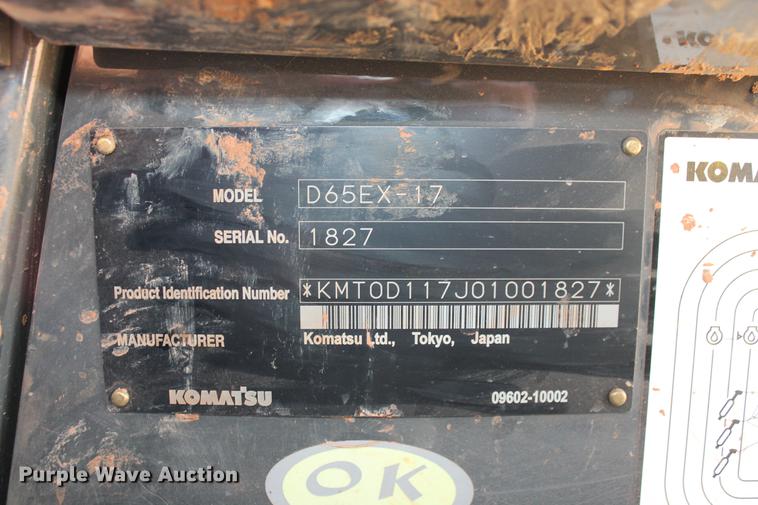 MODEL D65EX-17
SERIAL No. 1827
Product Identification Number *KMT0D117J01001827*
MANUFACTURER Komatsu Ltd., Tokyo, Japan
KOMATSU 09602-10002
OK
Purple Wave Auction